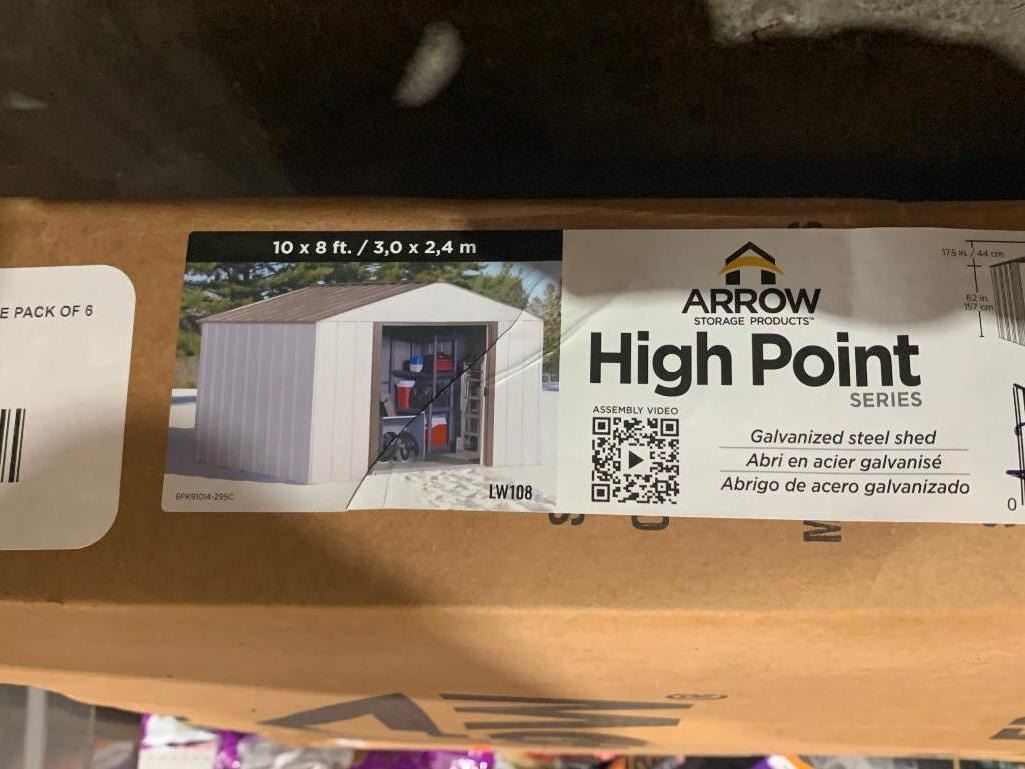 E PACK OF 6
10 x 8 ft. / 3,0 x 2,4 m
6PK91014-295C
LW108
ARROW
STORAGE PRODUCTS™
High Point
SERIES
ASSEMBLY VIDEO
Galvanized steel shed
Abri en acier galvanisé
Abrigo de acero galvanizado
17.5 in. / 44 cm
62 in.
157 cm
0